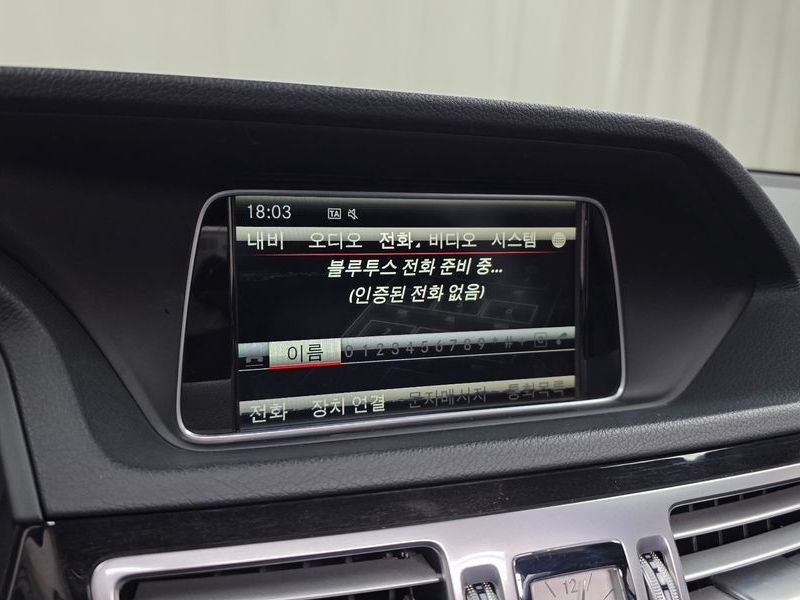 18:03 TA
내비 오디오 전화 비디오 시스템
블루투스 전화 준비 중...
(인증된 전화 없음)
이름 0 1 2 3 4 5 6 7 8 9 * # +
전화 장치 연결 문자메시지 통화목록
12